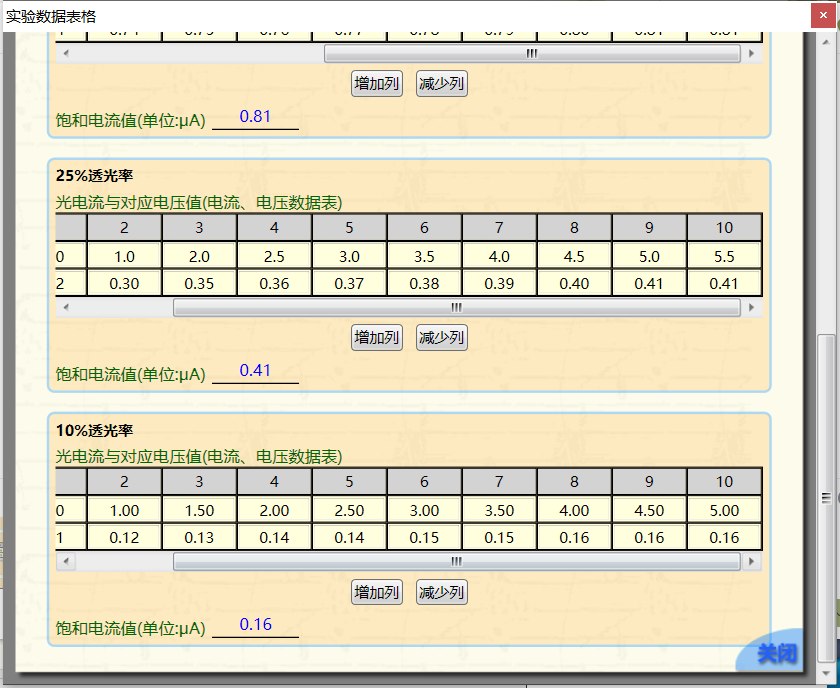 实验数据表格
增加列 减少列
饱和电流值(单位:μA) 0.81
25%透光率
光电流与对应电压值(电流、电压数据表)
2 3 4 5 6 7 8 9 10
0 1.0 2.0 2.5 3.0 3.5 4.0 4.5 5.0 5.5
2 0.30 0.35 0.36 0.37 0.38 0.39 0.40 0.41 0.41
增加列 减少列
饱和电流值(单位:μA) 0.41
10%透光率
光电流与对应电压值(电流、电压数据表)
2 3 4 5 6 7 8 9 10
0 1.00 1.50 2.00 2.50 3.00 3.50 4.00 4.50 5.00
1 0.12 0.13 0.14 0.14 0.15 0.15 0.16 0.16 0.16
增加列 减少列
饱和电流值(单位:μA) 0.16
关闭